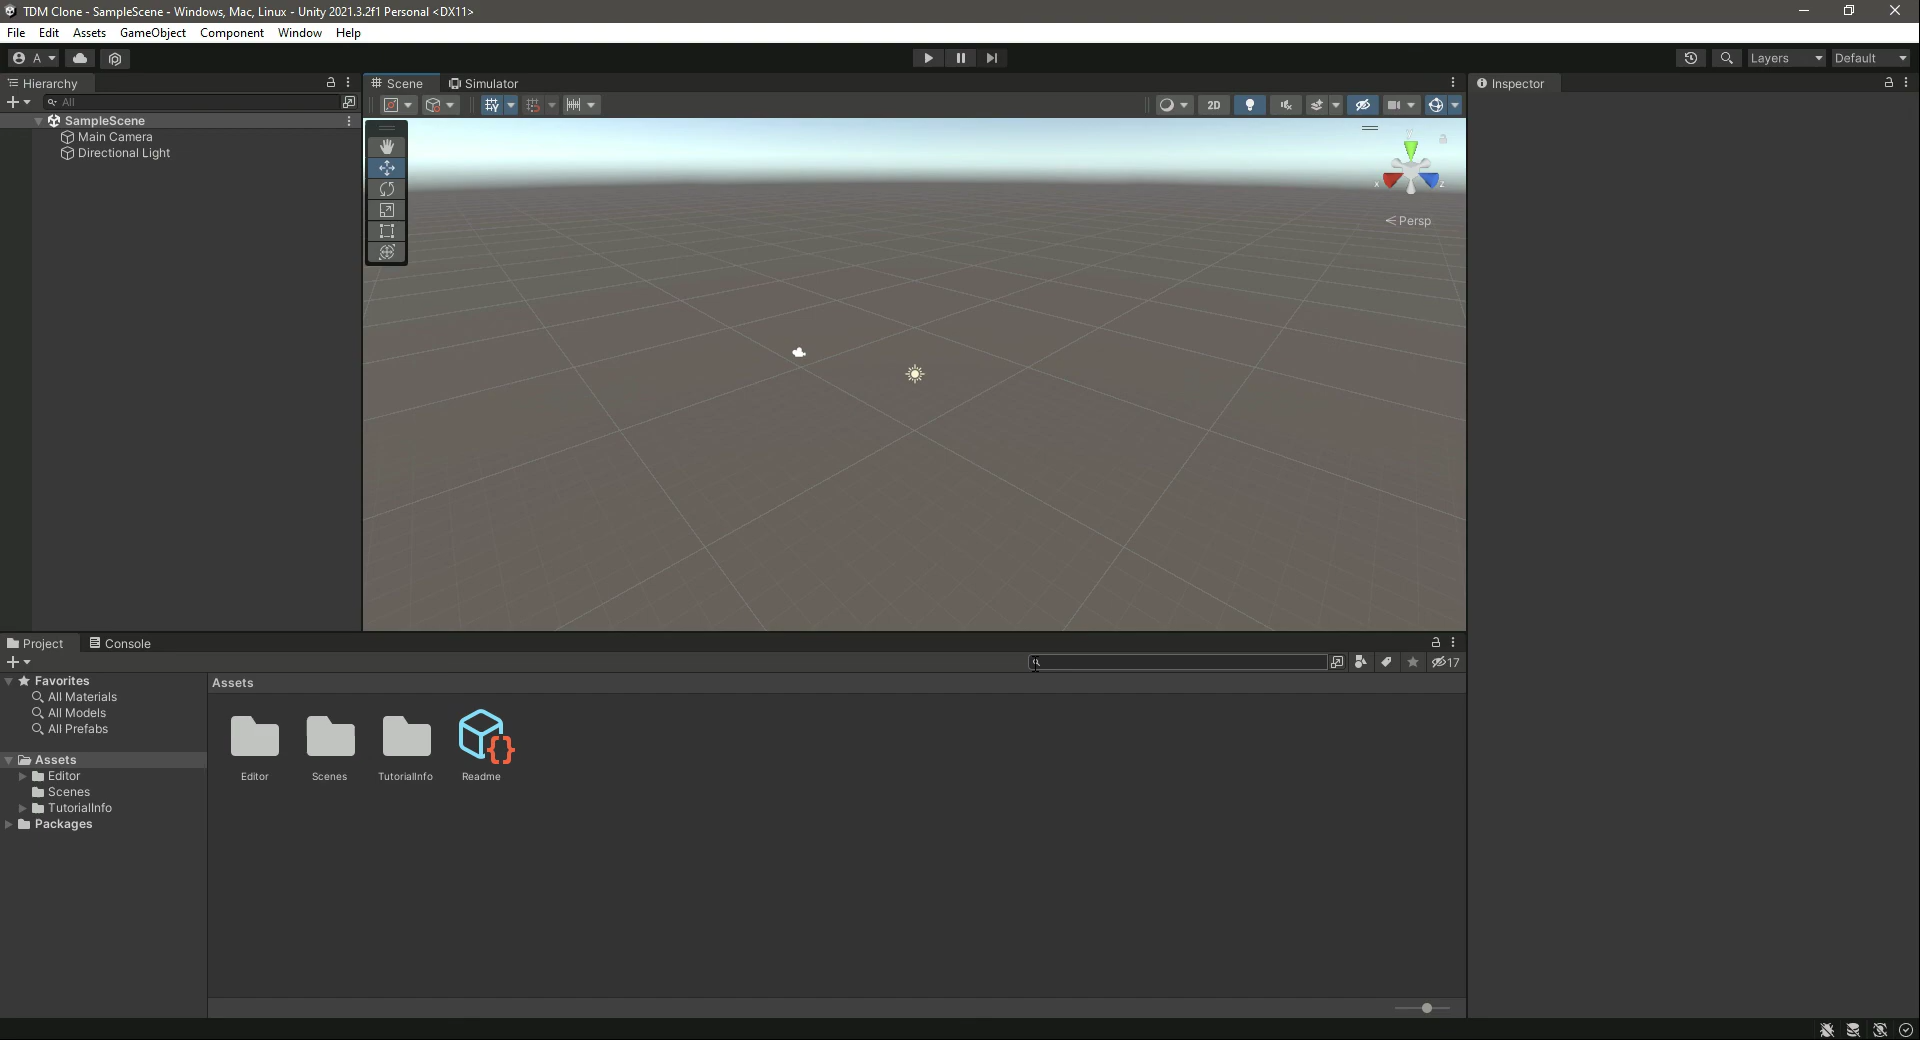 TDM Clone - SampleScene - Windows, Mac, Linux - Unity 2021.3.2f1 Personal <DX11>
File Edit Assets GameObject Component Window Help
A Layers Default
Hierarchy Scene Simulator Inspector
All 2D
SampleScene
Main Camera
Directional Light
y
x z
Persp
Project Console
17
Favorites Assets
All Materials
All Models
All Prefabs
Assets
Editor
Scenes
TutorialInfo
Packages
Editor Scenes TutorialInfo Readme